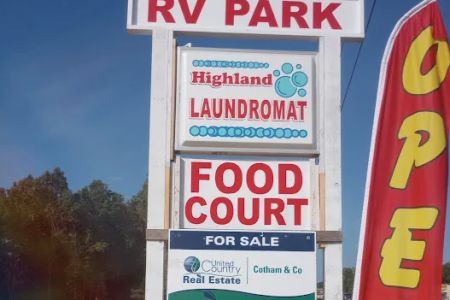 RV PARK
Highland
LAUNDROMAT
FOOD
COURT
FOR SALE
United Country
Real Estate
Cotham & Co
OPE